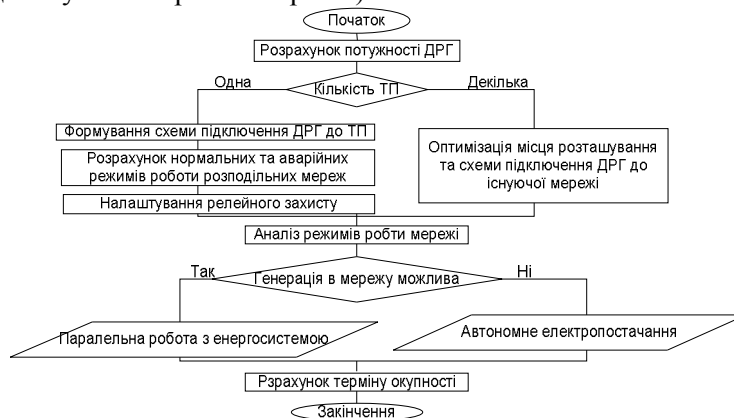 Початок
Розрахунок потужності ДРГ
Кількість ТП
Одна
Декілька
Формування схеми підключення ДРГ до ТП
Розрахунок нормальних та аварійних
режимів роботи розподільних мереж
Налаштування релейного захисту
Оптимізація місця розташування
та схеми підключення ДРГ до
існуючої мережі
Аналіз режимів робти мережі
Генерація в мережу можлива
Так
Ні
Паралельна робота з енергосистемою
Автономне електропостачання
Рзрахунок терміну окупності
Закінчення